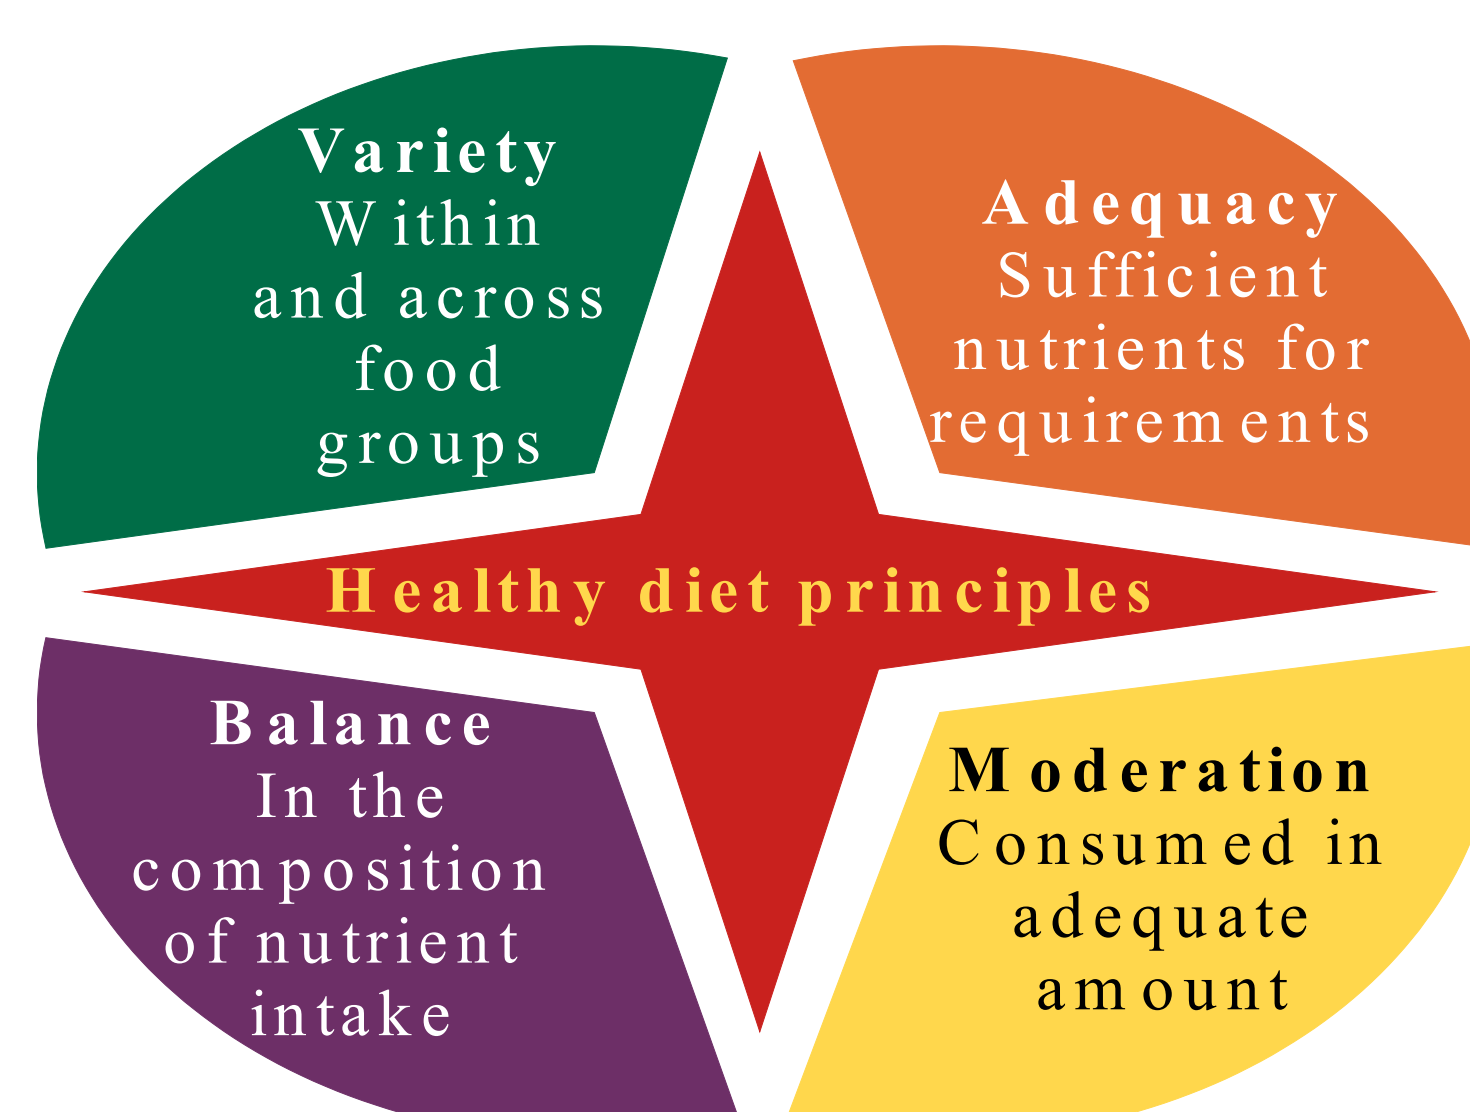 Variety
Within
and across
food
groups
Adequacy
Sufficient
nutrients for
requirements
Healthy diet principles
Balance
In the
composition
of nutrient
intake
Moderation
Consumed in
adequate
amount